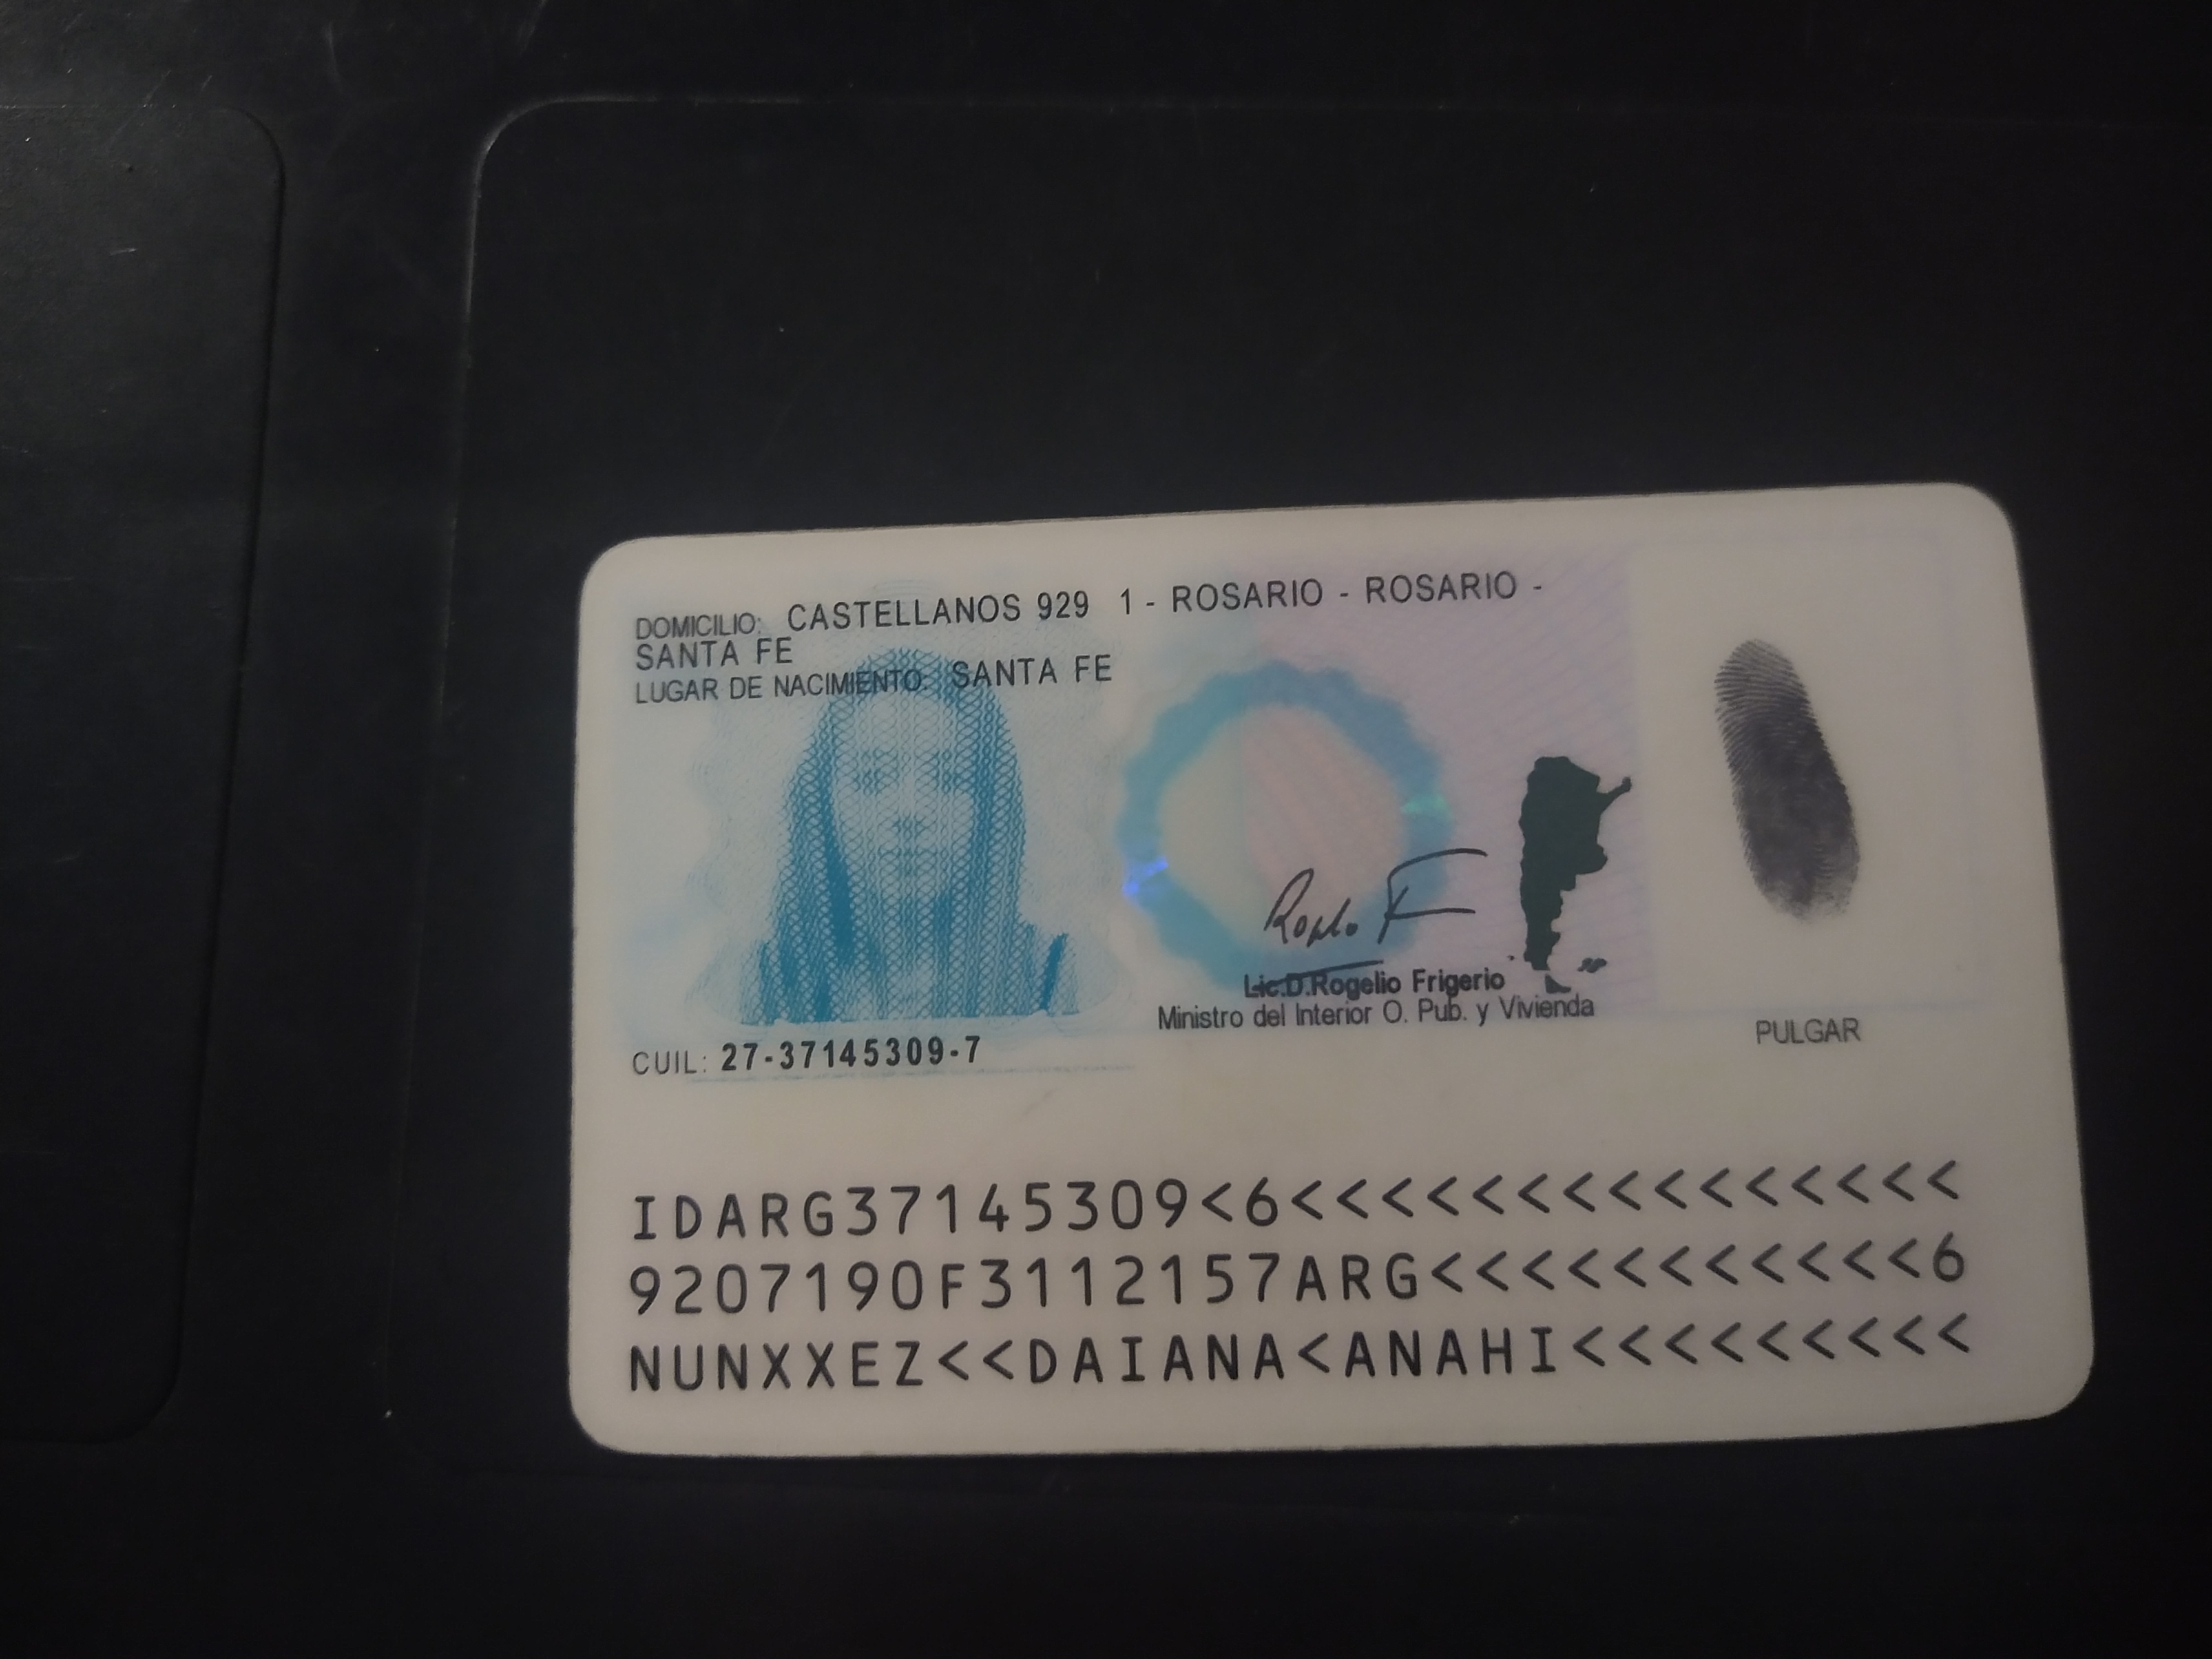 DOMICILIO: CASTELLANOS 929 1 - ROSARIO - ROSARIO -
SANTA FE
LUGAR DE NACIMIENTO: SANTA FE
Lic.D.Rogelio Frigerio
Ministro del Interior O. Pub. y Vivienda
PULGAR
CUIL: 27-37145309-7
IDARG37145309<6<<<<<<<<<<<<<<<
9207190F3112157ARG<<<<<<<<<<<6
NUNXXEZ<<DAIANA<ANAHI<<<<<<<<<